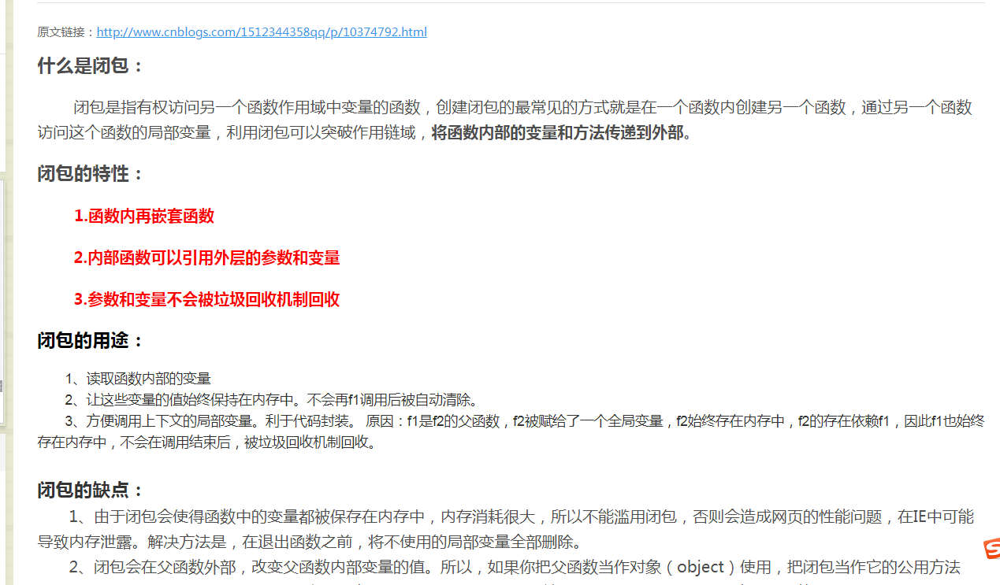 原文链接：http://www.cnblogs.com/1512344358qq/p/10374792.html
什么是闭包：
闭包是指有权访问另一个函数作用域中变量的函数，创建闭包的最常见的方式就是在一个函数内创建另一个函数，通过另一个函数
访问这个函数的局部变量，利用闭包可以突破作用链域，将函数内部的变量和方法传递到外部。
闭包的特性：
1.函数内再嵌套函数
2.内部函数可以引用外层的参数和变量
3.参数和变量不会被垃圾回收机制回收
闭包的用途：
1、读取函数内部的变量
2、让这些变量的值始终保持在内存中。不会再f1调用后被自动清除。
3、方便调用上下文的局部变量。利于代码封装。 原因：f1是f2的父函数，f2被赋给了一个全局变量，f2始终存在内存中，f2的存在依赖f1，因此f1也始终
存在内存中，不会在调用结束后，被垃圾回收机制回收。
闭包的缺点：
1、由于闭包会使得函数中的变量都被保存在内存中，内存消耗很大，所以不能滥用闭包，否则会造成网页的性能问题，在IE中可能
导致内存泄露。解决方法是，在退出函数之前，将不使用的局部变量全部删除。
2、闭包会在父函数外部，改变父函数内部变量的值。所以，如果你把父函数当作对象（object）使用，把闭包当作它的公用方法